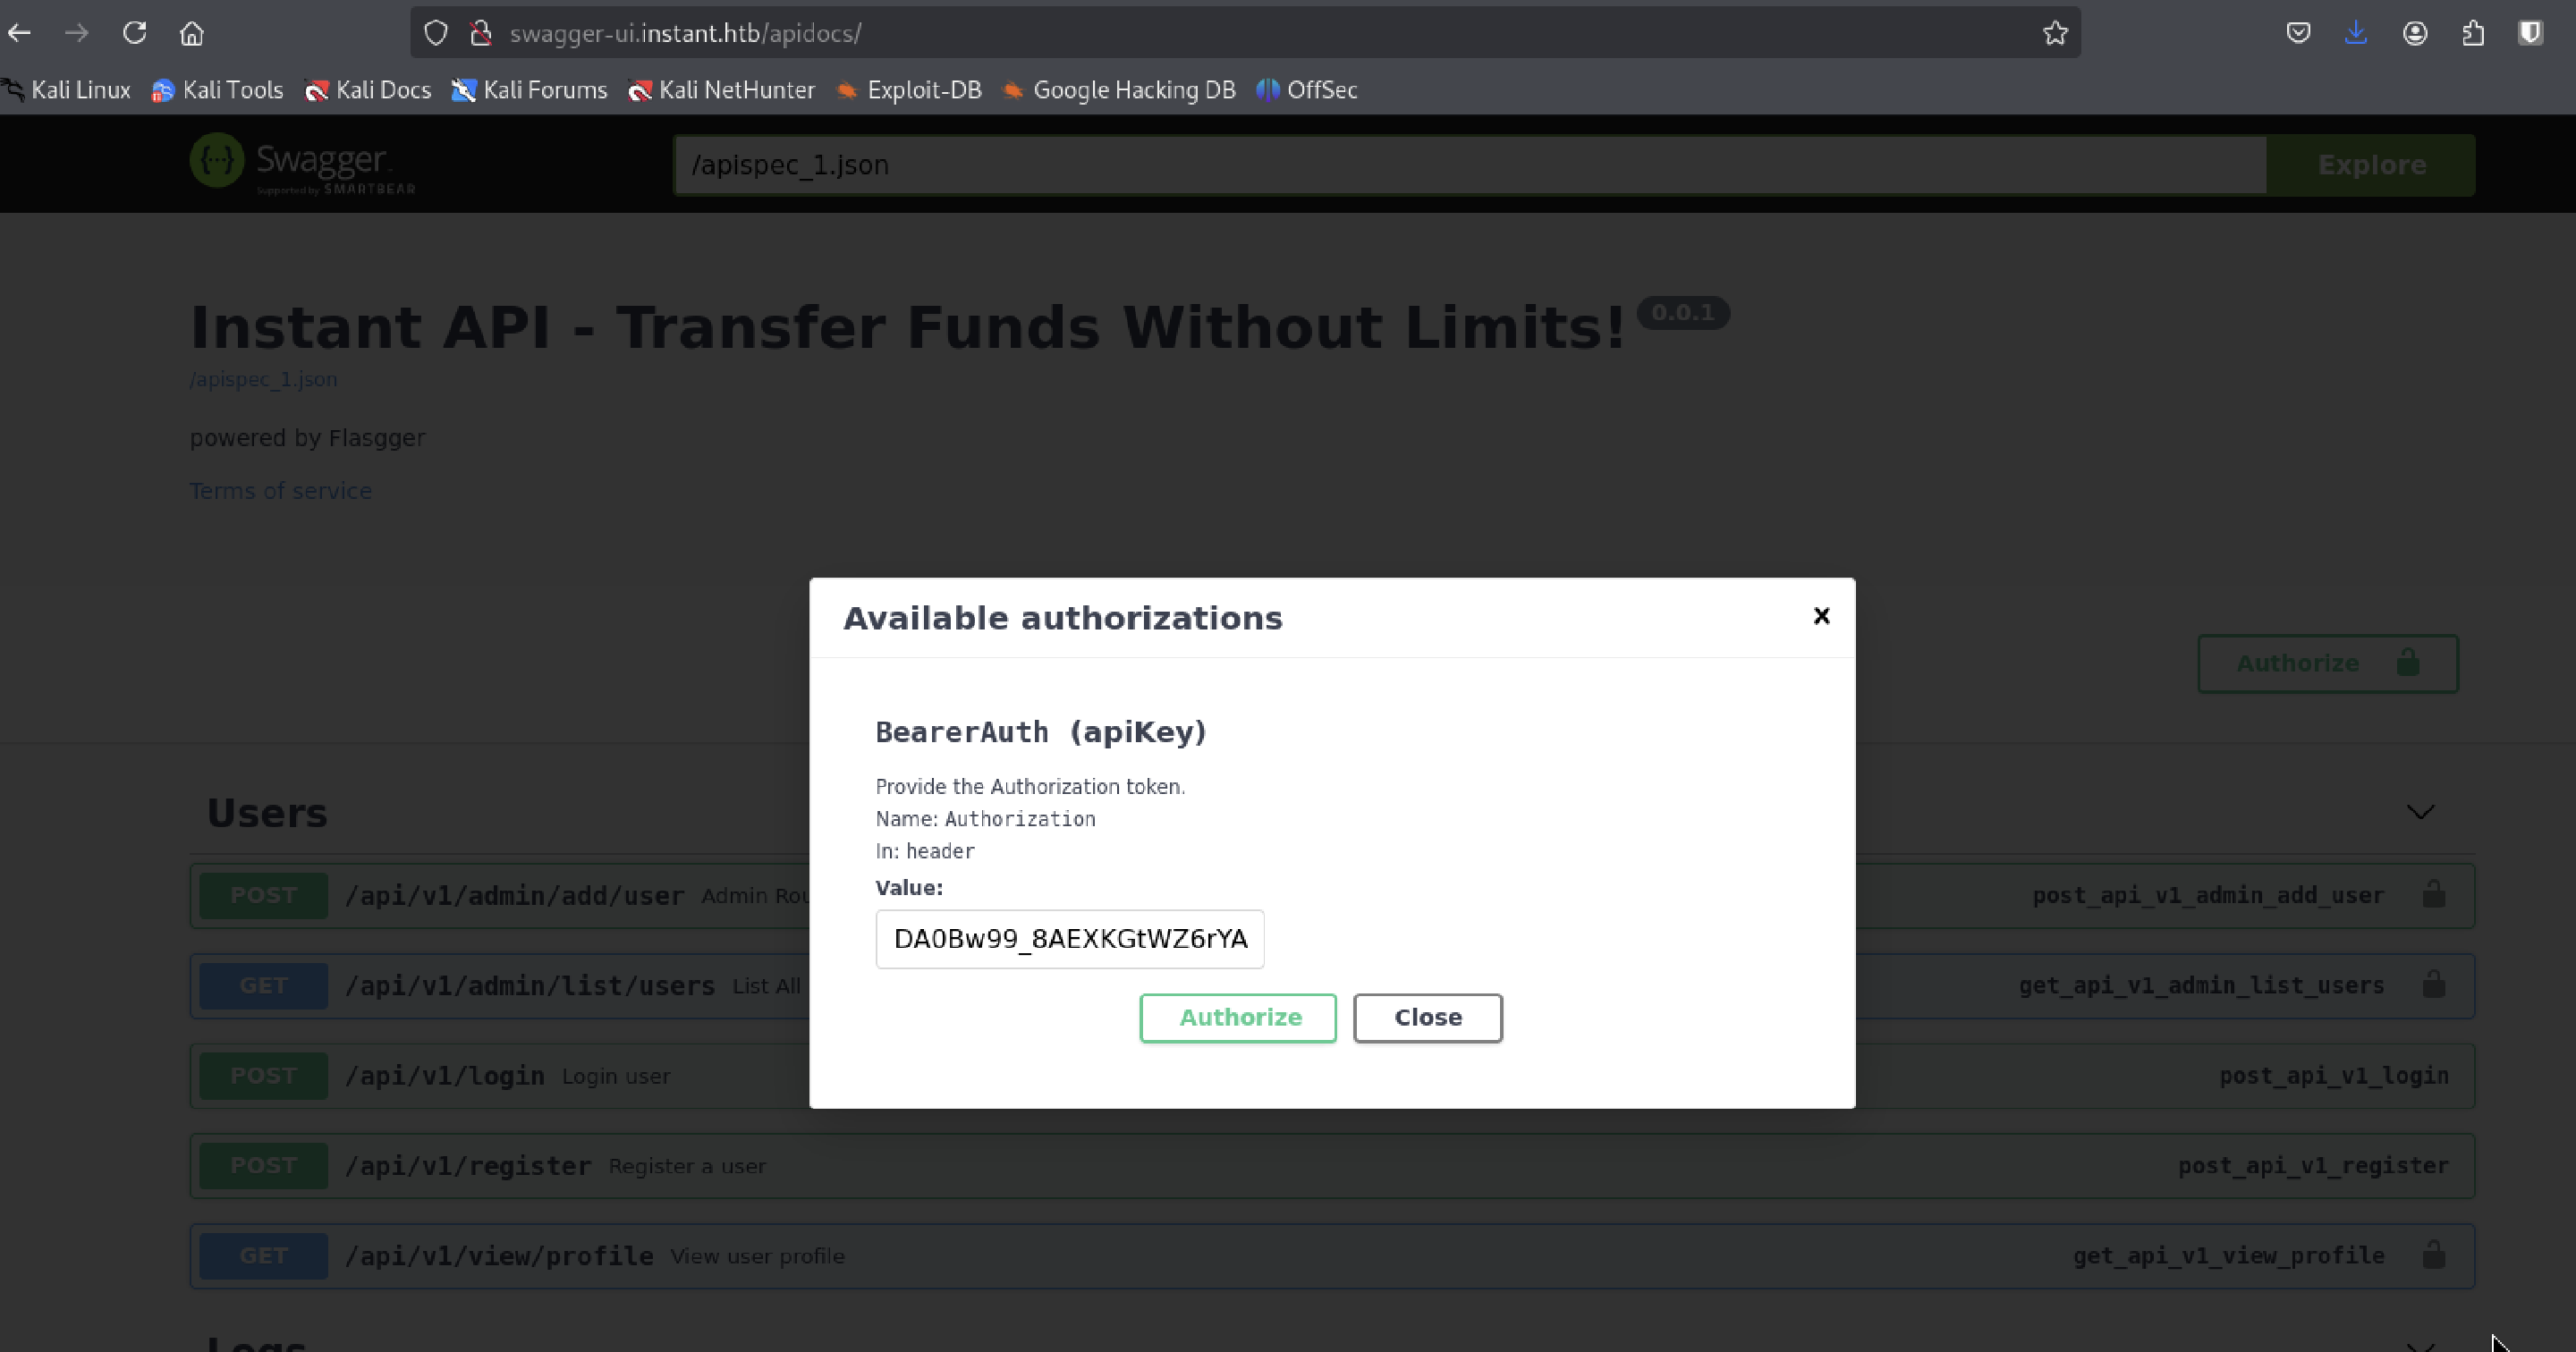 swagger-ui.instant.htb/apidocs/
Kali Linux Kali Tools Kali Docs Kali Forums Kali NetHunter Exploit-DB Google Hacking DB OffSec
Swagger
Supported by SMARTBEAR
/apispec_1.json Explore
Instant API - Transfer Funds Without Limits! 0.0.1
/apispec_1.json
powered by Flasgger
Terms of service
Available authorizations
Authorize
BearerAuth (apiKey)
Provide the Authorization token.
Name: Authorization
In: header
Value:
DA0Bw99_8AEXKGtWZ6rYA
Authorize Close
Users
POST /api/v1/admin/add/user Admin Rou post_api_v1_admin_add_user
GET /api/v1/admin/list/users List All get_api_v1_admin_list_users
POST /api/v1/login Login user post_api_v1_login
POST /api/v1/register Register a user post_api_v1_register
GET /api/v1/view/profile View user profile get_api_v1_view_profile
Logs